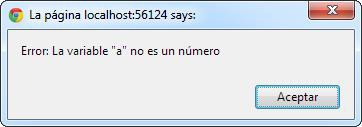 La página localhost:56124 says:
Error: La variable "a" no es un número
Aceptar